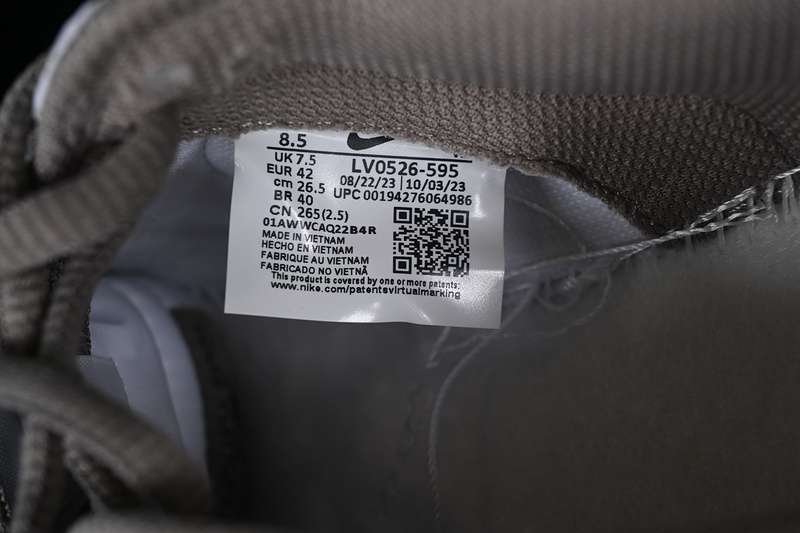 8.5
UK 7.5
EUR 42
cm 26.5
BR 40
CN 265(2.5)
LV0526-595
08/22/23 | 10/03/23
UPC 00194276064986
01AWWCAQ22B4R
MADE IN VIETNAM
HECHO EN VIETNAM
FABRIQUE AU VIETNAM
FABRICADO NO VIETNÃ
This product is covered by one or more patents:
www.nike.com/patentsvirtualmarking